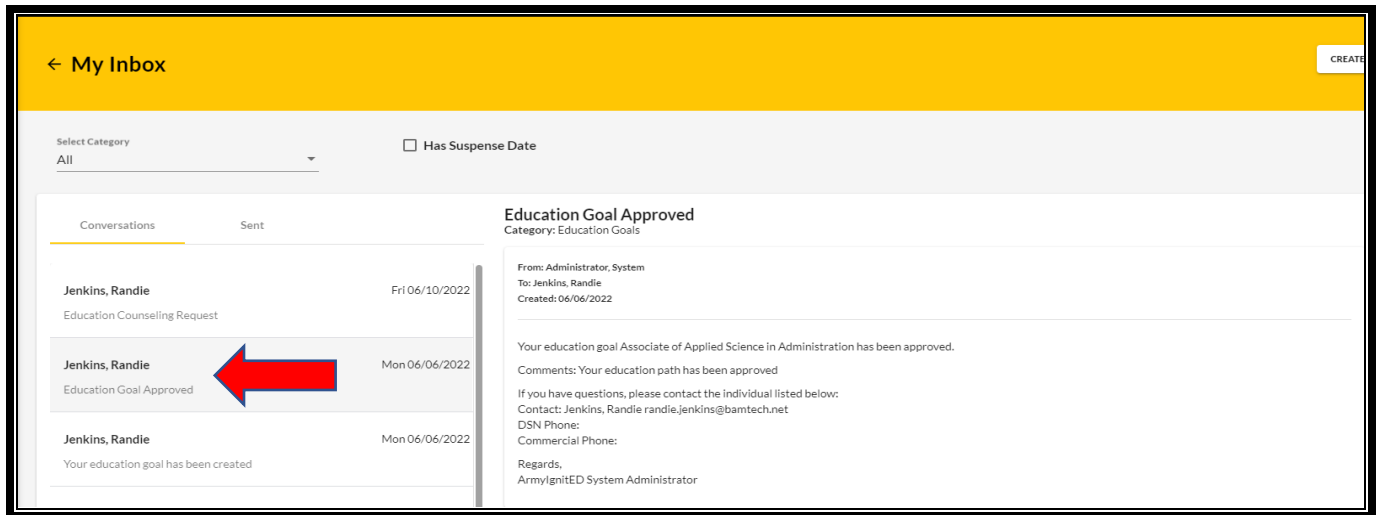 ← My Inbox
CREATE
Select Category
All
Has Suspense Date
Conversations
Sent
Jenkins, Randie
Fri 06/10/2022
Education Counseling Request
Jenkins, Randie
Mon 06/06/2022
Education Goal Approved
Jenkins, Randie
Mon 06/06/2022
Your education goal has been created
Education Goal Approved
Category: Education Goals
From: Administrator, System
To: Jenkins, Randie
Created: 06/06/2022
Your education goal Associate of Applied Science in Administration has been approved.
Comments: Your education path has been approved
If you have questions, please contact the individual listed below:
Contact: Jenkins, Randie randie.jenkins@bamtech.net
DSN Phone:
Commercial Phone:
Regards,
ArmyIgnitED System Administrator